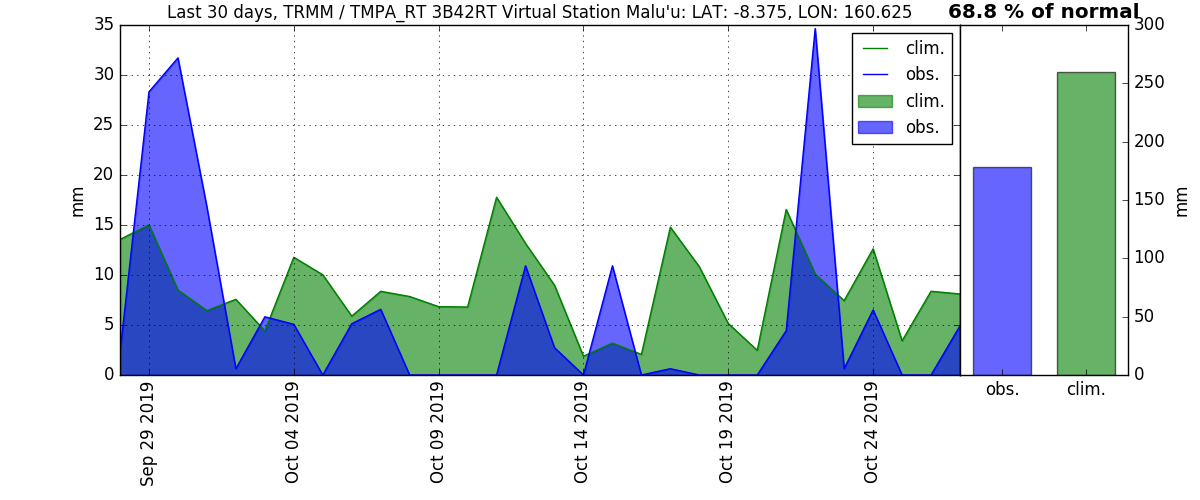 Last 30 days, TRMM / TMPA_RT 3B42RT Virtual Station Malu'u: LAT: -8.375, LON: 160.625
68.8 % of normal
35
30
25
20
15
10
5
0
mm
clim.
obs.
clim.
obs.
Sep 29 2019
Oct 04 2019
Oct 09 2019
Oct 14 2019
Oct 19 2019
Oct 24 2019
300
250
200
150
100
50
0
mm
obs.
clim.